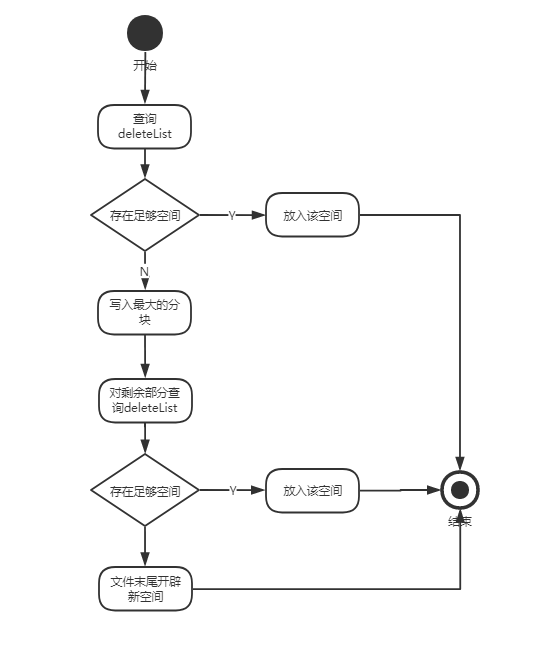 开始
查询
deleteList
存在足够空间
Y
放入该空间
N
写入最大的分
块
对剩余部分查
询deleteList
存在足够空间
Y
放入该空间
结束
文件末尾开辟
新空间